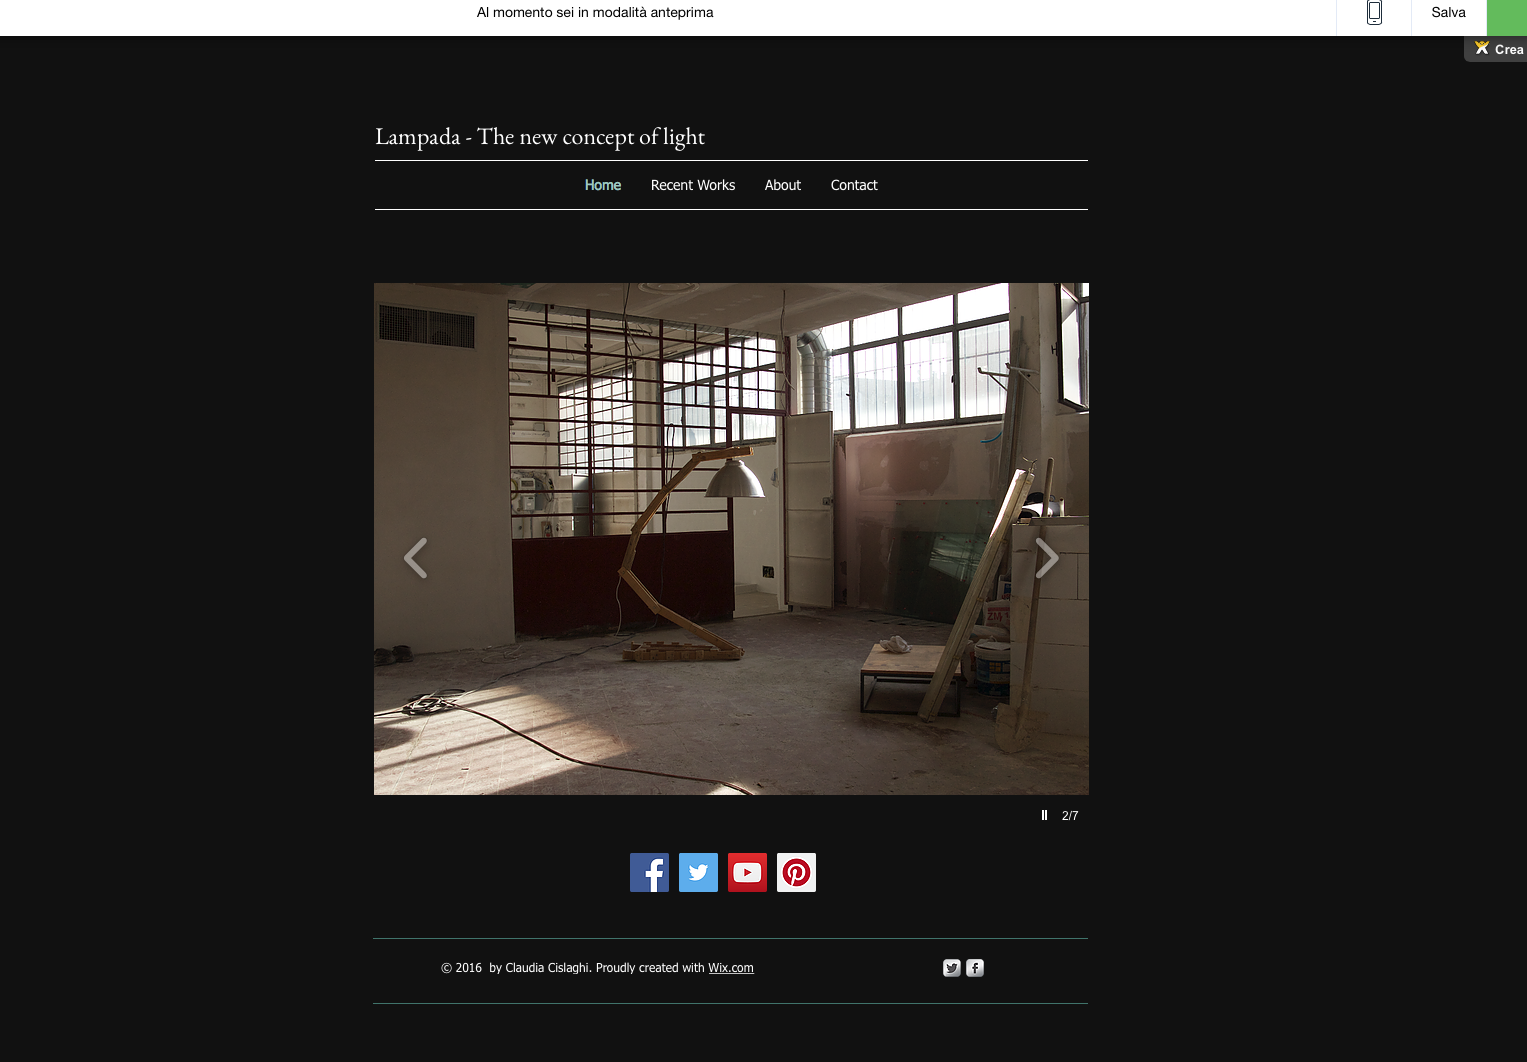 Al momento sei in modalità anteprima
Salva
Crea
Lampada - The new concept of light
Home Recent Works About Contact
ZM
2/7
© 2016 by Claudia Cislaghi. Proudly created with Wix.com